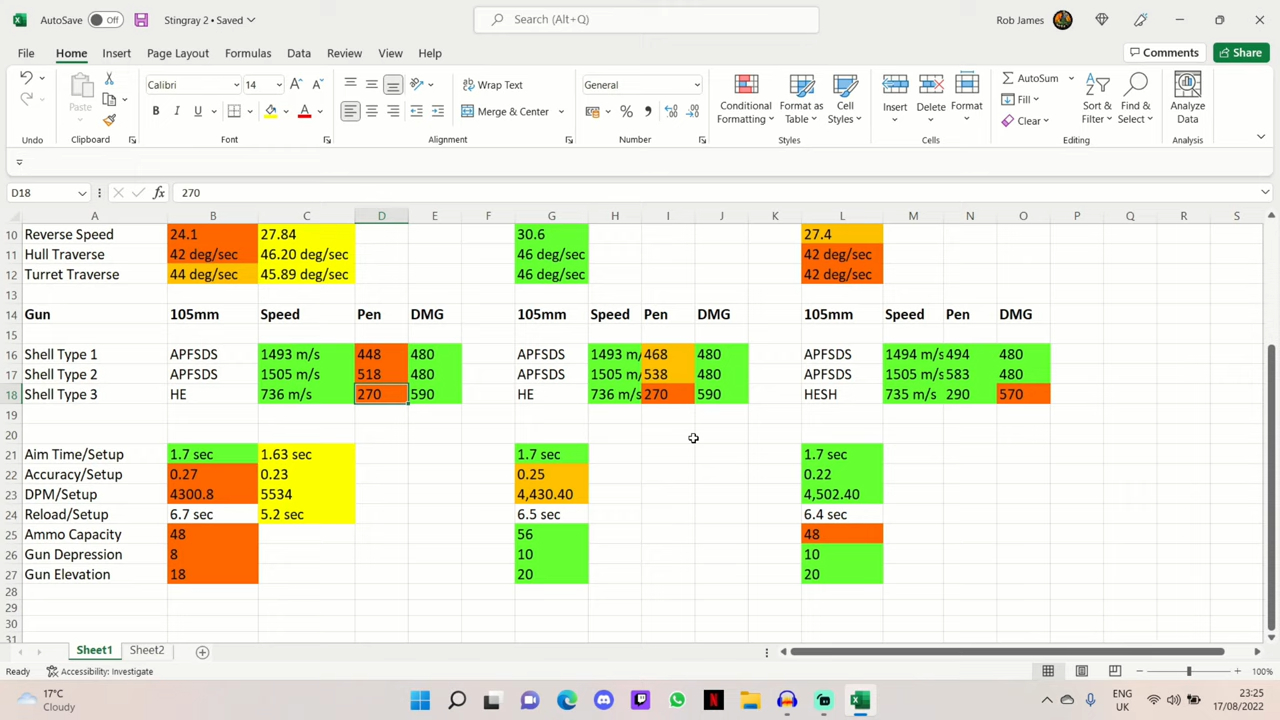 AutoSave Off Stingray 2 • Saved Search (Alt+Q) Rob James
File Home Insert Page Layout Formulas Data Review View Help Comments Share
Calibri 14 Wrap Text General AutoSum
Paste B I U Merge & Center Conditional Formatting Format as Table Cell Styles Insert Delete Format Fill Sort & Filter Find & Select Analyze Data
Clear
Undo Clipboard Font Alignment Number Styles Cells Editing Analysis
D18 fx 270
A B C D E F G H I J K L M N O P Q R S
10 Reverse Speed 24.1 27.84 30.6 27.4
11 Hull Traverse 42 deg/sec 46.20 deg/sec 46 deg/sec 42 deg/sec
12 Turret Traverse 44 deg/sec 45.89 deg/sec 46 deg/sec 42 deg/sec
13
14 Gun 105mm Speed Pen DMG 105mm Speed Pen DMG 105mm Speed Pen DMG
15
16 Shell Type 1 APFSDS 1493 m/s 448 480 APFSDS 1493 m/ 468 480 APFSDS 1494 m/s 494 480
17 Shell Type 2 APFSDS 1505 m/s 518 480 APFSDS 1505 m/ 538 480 APFSDS 1505 m/s 583 480
18 Shell Type 3 HE 736 m/s 270 590 HE 736 m/s 270 590 HESH 735 m/s 290 570
19
20
21 Aim Time/Setup 1.7 sec 1.63 sec 1.7 sec 1.7 sec
22 Accuracy/Setup 0.27 0.23 0.25 0.22
23 DPM/Setup 4300.8 5534 4,430.40 4,502.40
24 Reload/Setup 6.7 sec 5.2 sec 6.5 sec 6.4 sec
25 Ammo Capacity 48 56 48
26 Gun Depression 8 10 10
27 Gun Elevation 18 20 20
28
29
30
31
Sheet1 Sheet2
Ready Accessibility: Investigate 100%
17°C
Cloudy
ENG
UK
23:25
17/08/2022